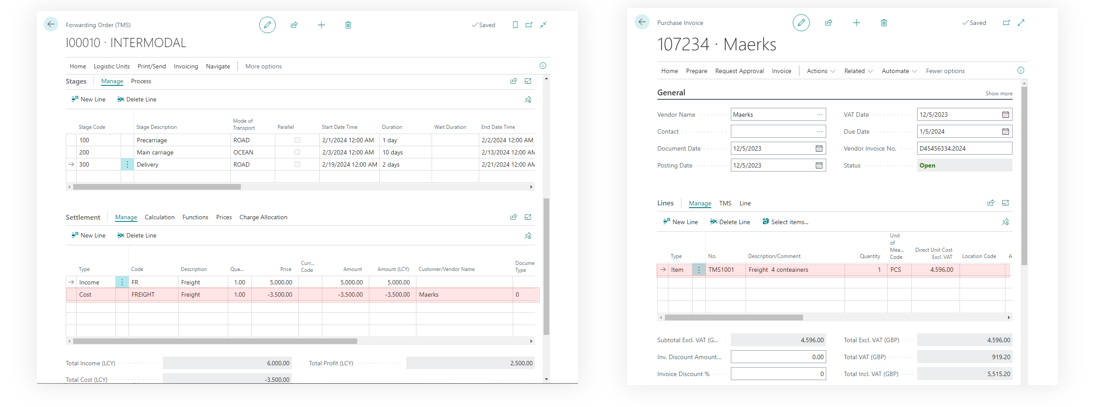 Forwarding Order (TMS)
Saved
I00010 · INTERMODAL
Home Logistic Units Print/Send Invoicing Navigate More options
Stages Manage Process
New Line Delete Line
Stage Code Stage Description Mode of Transport Parallel Start Date Time Duration Wait Duration End Date Time
100 Precarriage ROAD 2/1/2024 12:00 AM 1 day 2/2/2024 12:00 AM
200 Main carriage OCEAN 2/3/2024 12:00 AM 10 days 2/13/2024 12:00 AM
300 Delivery ROAD 2/19/2024 12:00 AM 2 days 2/21/2024 12:00 AM
Settlement Manage Calculation Functions Prices Charge Allocation
New Line Delete Line
Type Code Description Que... Price Curr... Code Amount Amount (LCY) Customer/Vendor Name Docume Type
Income FR Freight 1.00 5.000.00 5.000.00 5.000.00
Cost FREIGHT Freight 1.00 -3.500.00 -3.500.00 -3.500.00 Maerks 0
Total Income (LCY) 6,000.00 Total Profit (LCY) 2,500.00
Total Cost (LCY) -3,500.00
Purchase Invoice
Saved
107234 · Maerks
Home Prepare Request Approval Invoice Actions Related Automate Fewer options
General Show more
Vendor Name Maerks VAT Date 12/5/2023
Contact Due Date 1/5/2024
Document Date 12/5/2023 Vendor Invoice No. D45456334.2024
Posting Date 12/5/2023 Status Open
Lines Manage TMS Line
New Line Delete Line Select items...
Type No. Description/Comment Quantity Unit of Mea... Code Direct Unit Cost Excl. VAT Location Code A
Item TMS1001 Freight 4 conteainers 1 PCS 4.596.00
Subtotal Excl. VAT (G... 4.596.00 Total Excl. VAT (GBP) 4.596.00
Inv. Discount Amount... 0.00 Total VAT (GBP) 919.20
Invoice Discount % 0 Total Incl. VAT (GBP) 5,515.20